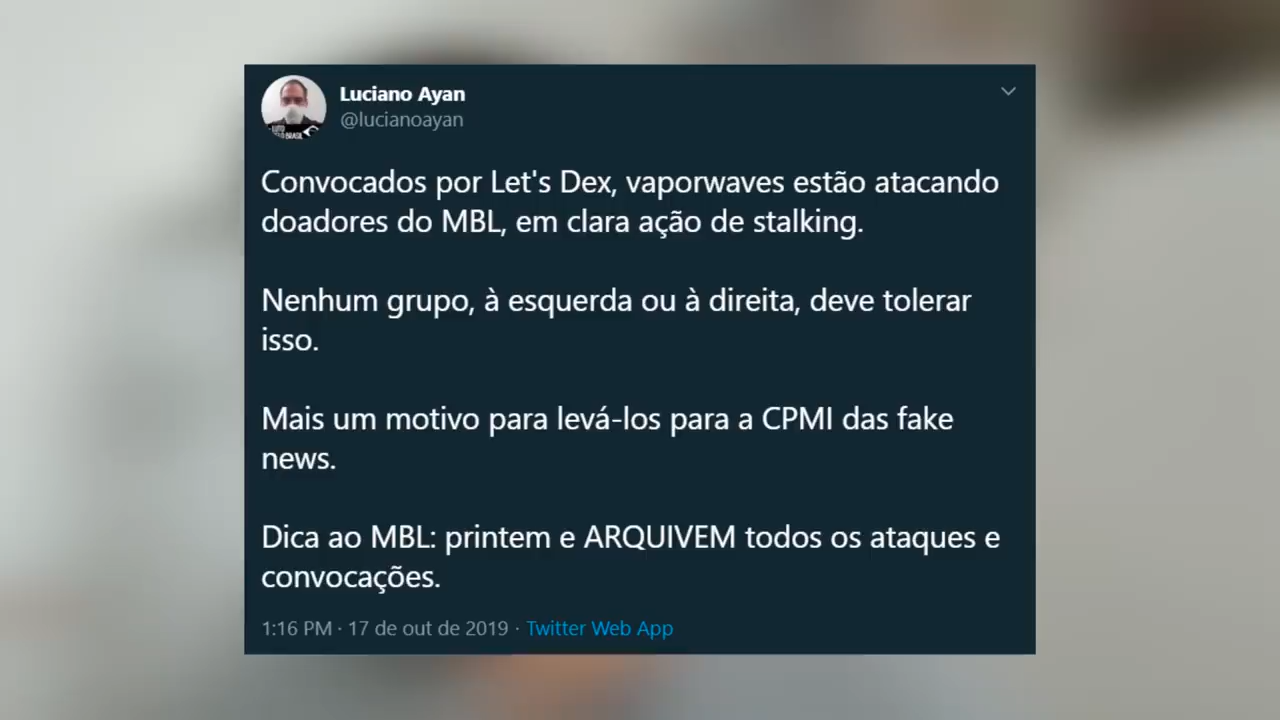 Luciano Ayan
@lucianoayan
Convocados por Let's Dex, vaporwaves estão atacando
doadores do MBL, em clara ação de stalking.
Nenhum grupo, à esquerda ou à direita, deve tolerar
isso.
Mais um motivo para levá-los para a CPMI das fake
news.
Dica ao MBL: printem e ARQUIVEM todos os ataques e
convocações.
1:16 PM · 17 de out de 2019 · Twitter Web App